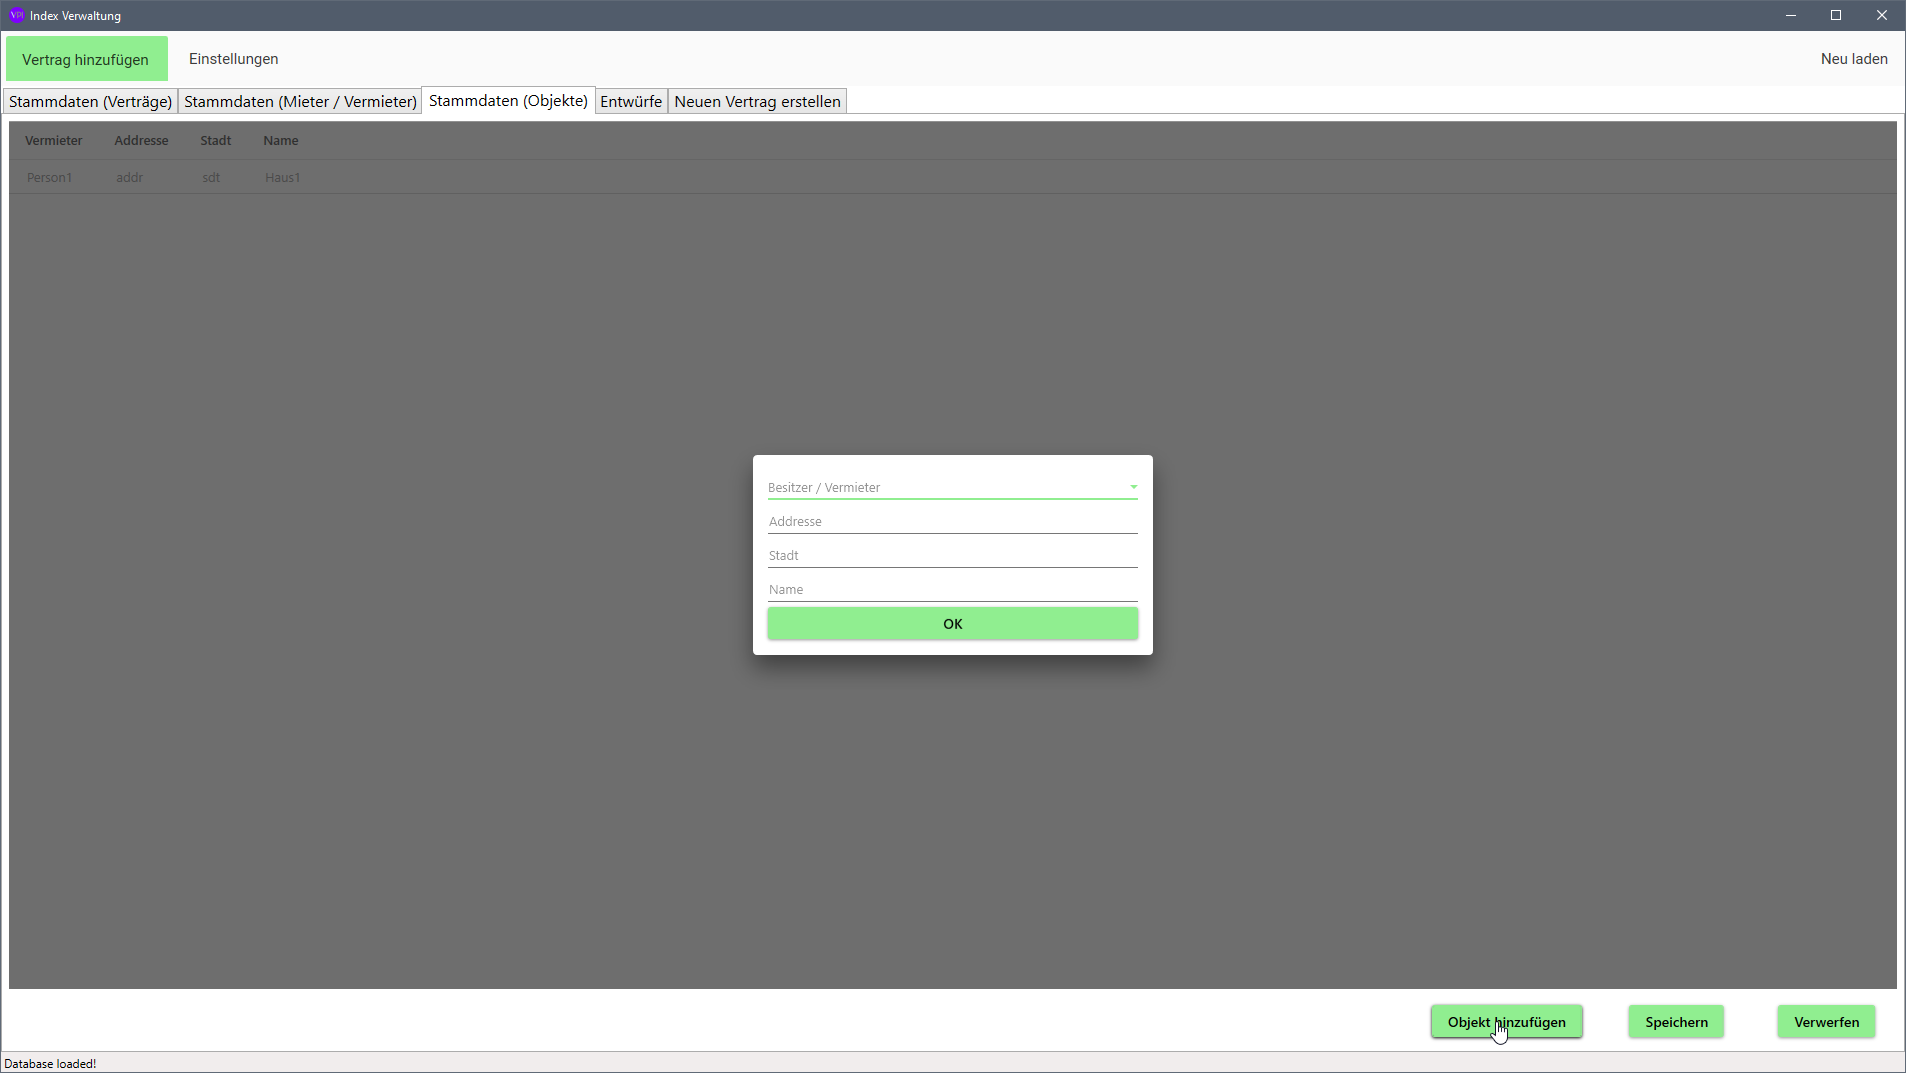 VPI Index Verwaltung
Vertrag hinzufügen Einstellungen Neu laden
Stammdaten (Verträge) Stammdaten (Mieter / Vermieter) Stammdaten (Objekte) Entwürfe Neuen Vertrag erstellen
Vermieter Addresse Stadt Name
Person1 addr sdt Haus1
Besitzer / Vermieter
Addresse
Stadt
Name
OK
Objekt hinzufügen Speichern Verwerfen
Database loaded!